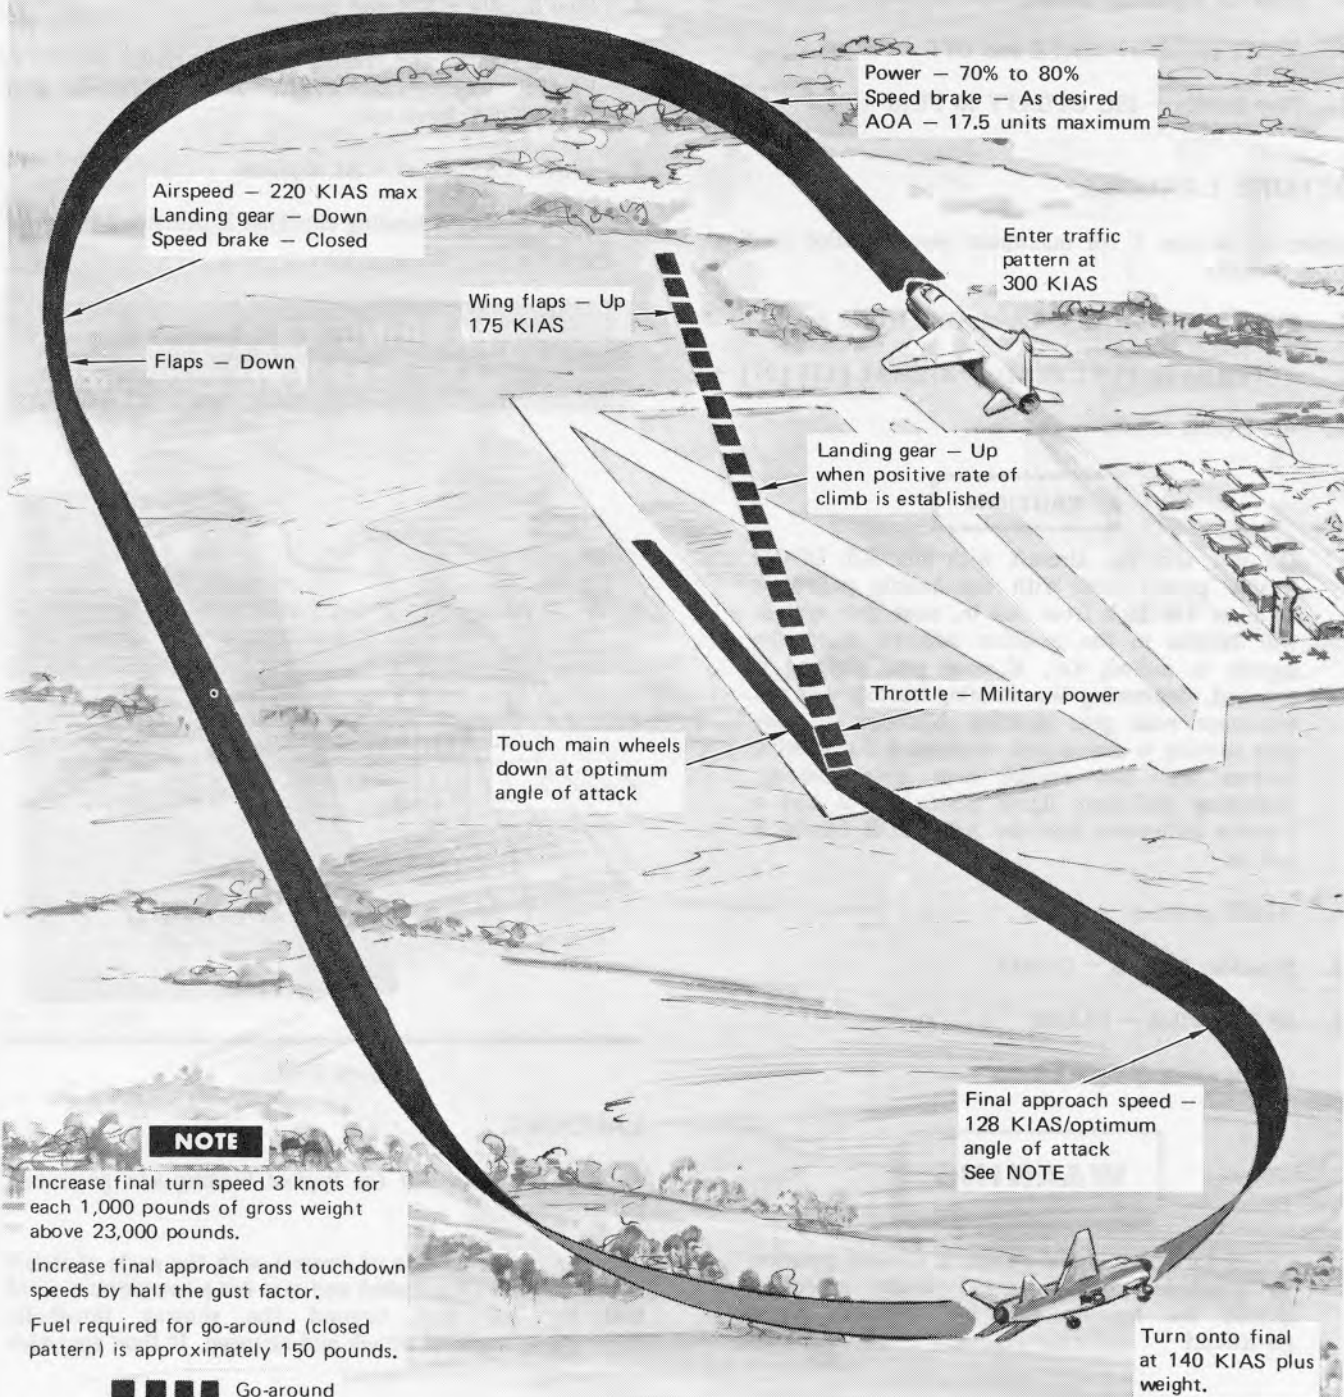 Power – 70% to 80%
Speed brake – As desired
AOA – 17.5 units maximum
Airspeed – 220 KIAS max
Landing gear – Down
Speed brake – Closed
Enter traffic
pattern at
300 KIAS
Wing flaps – Up
175 KIAS
Flaps – Down
Landing gear – Up
when positive rate of
climb is established
Throttle – Military power
Touch main wheels
down at optimum
angle of attack
Final approach speed –
128 KIAS/optimum
angle of attack
See NOTE
NOTE
Increase final turn speed 3 knots for
each 1,000 pounds of gross weight
above 23,000 pounds.
Increase final approach and touchdown
speeds by half the gust factor.
Fuel required for go-around (closed
pattern) is approximately 150 pounds.
Go-around
Turn onto final
at 140 KIAS plus
weight.